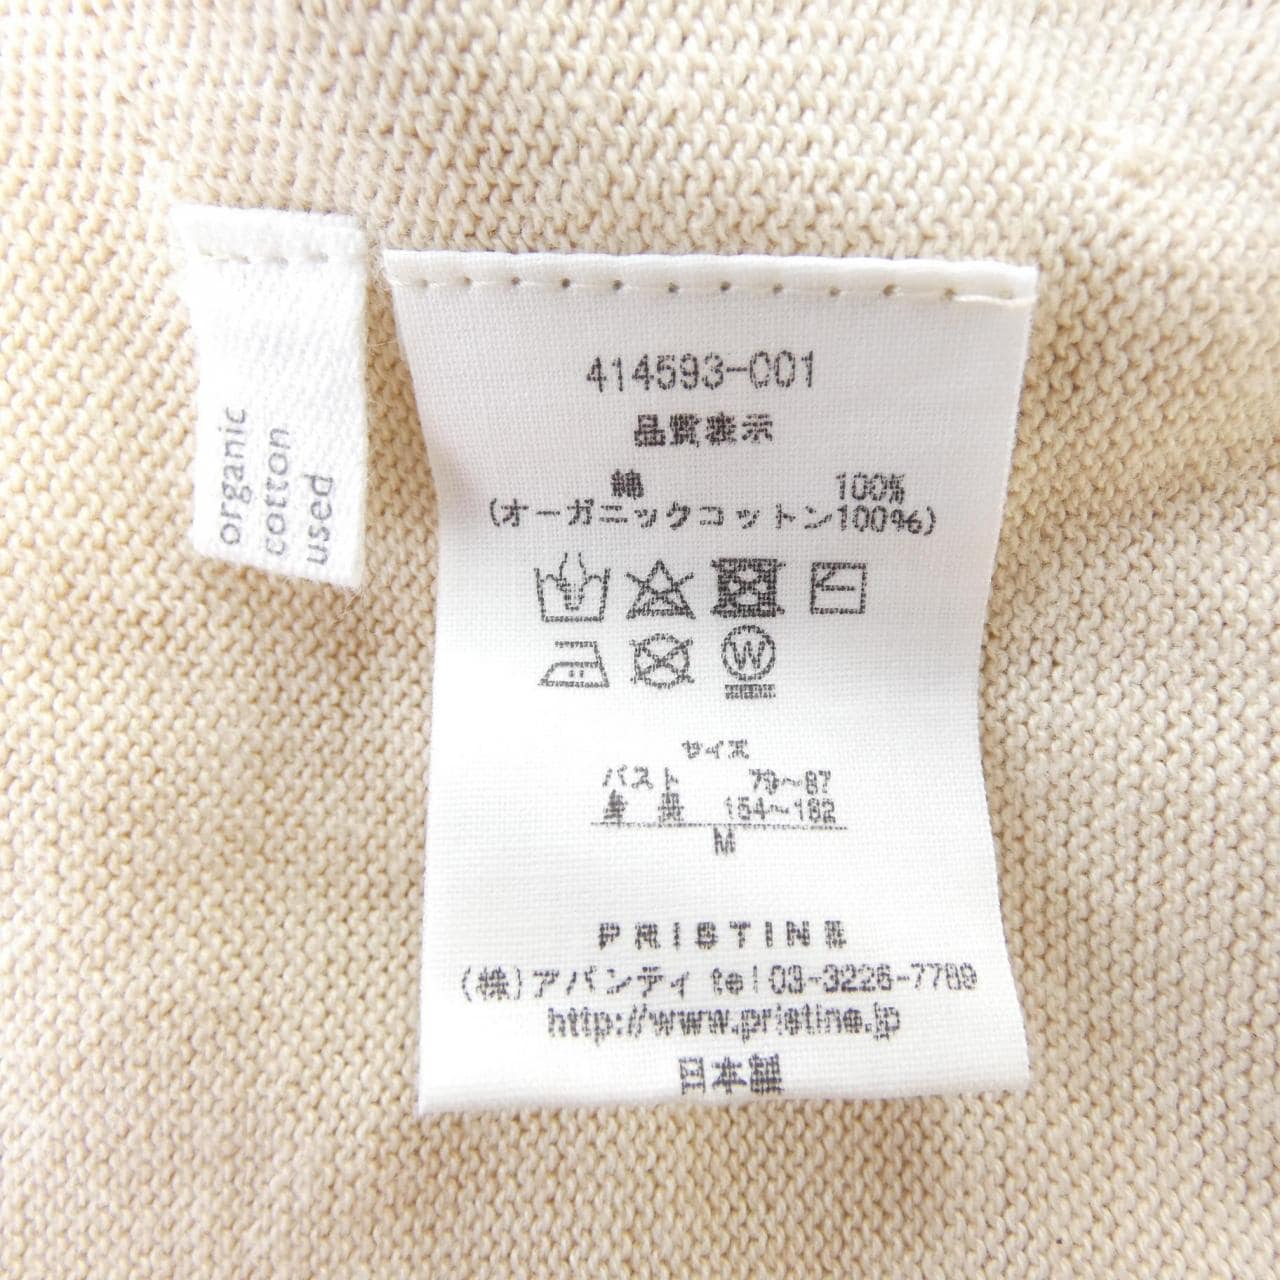 organic
cotton
used
414593-001
品質表示
綿 100%
(オーガニックコットン100%)
W
サイズ
バスト 79~87
身長 154~162
M
PRISTINE
(株)アバンティ tel 03-3226-7789
http://www.pristine.jp
日本製